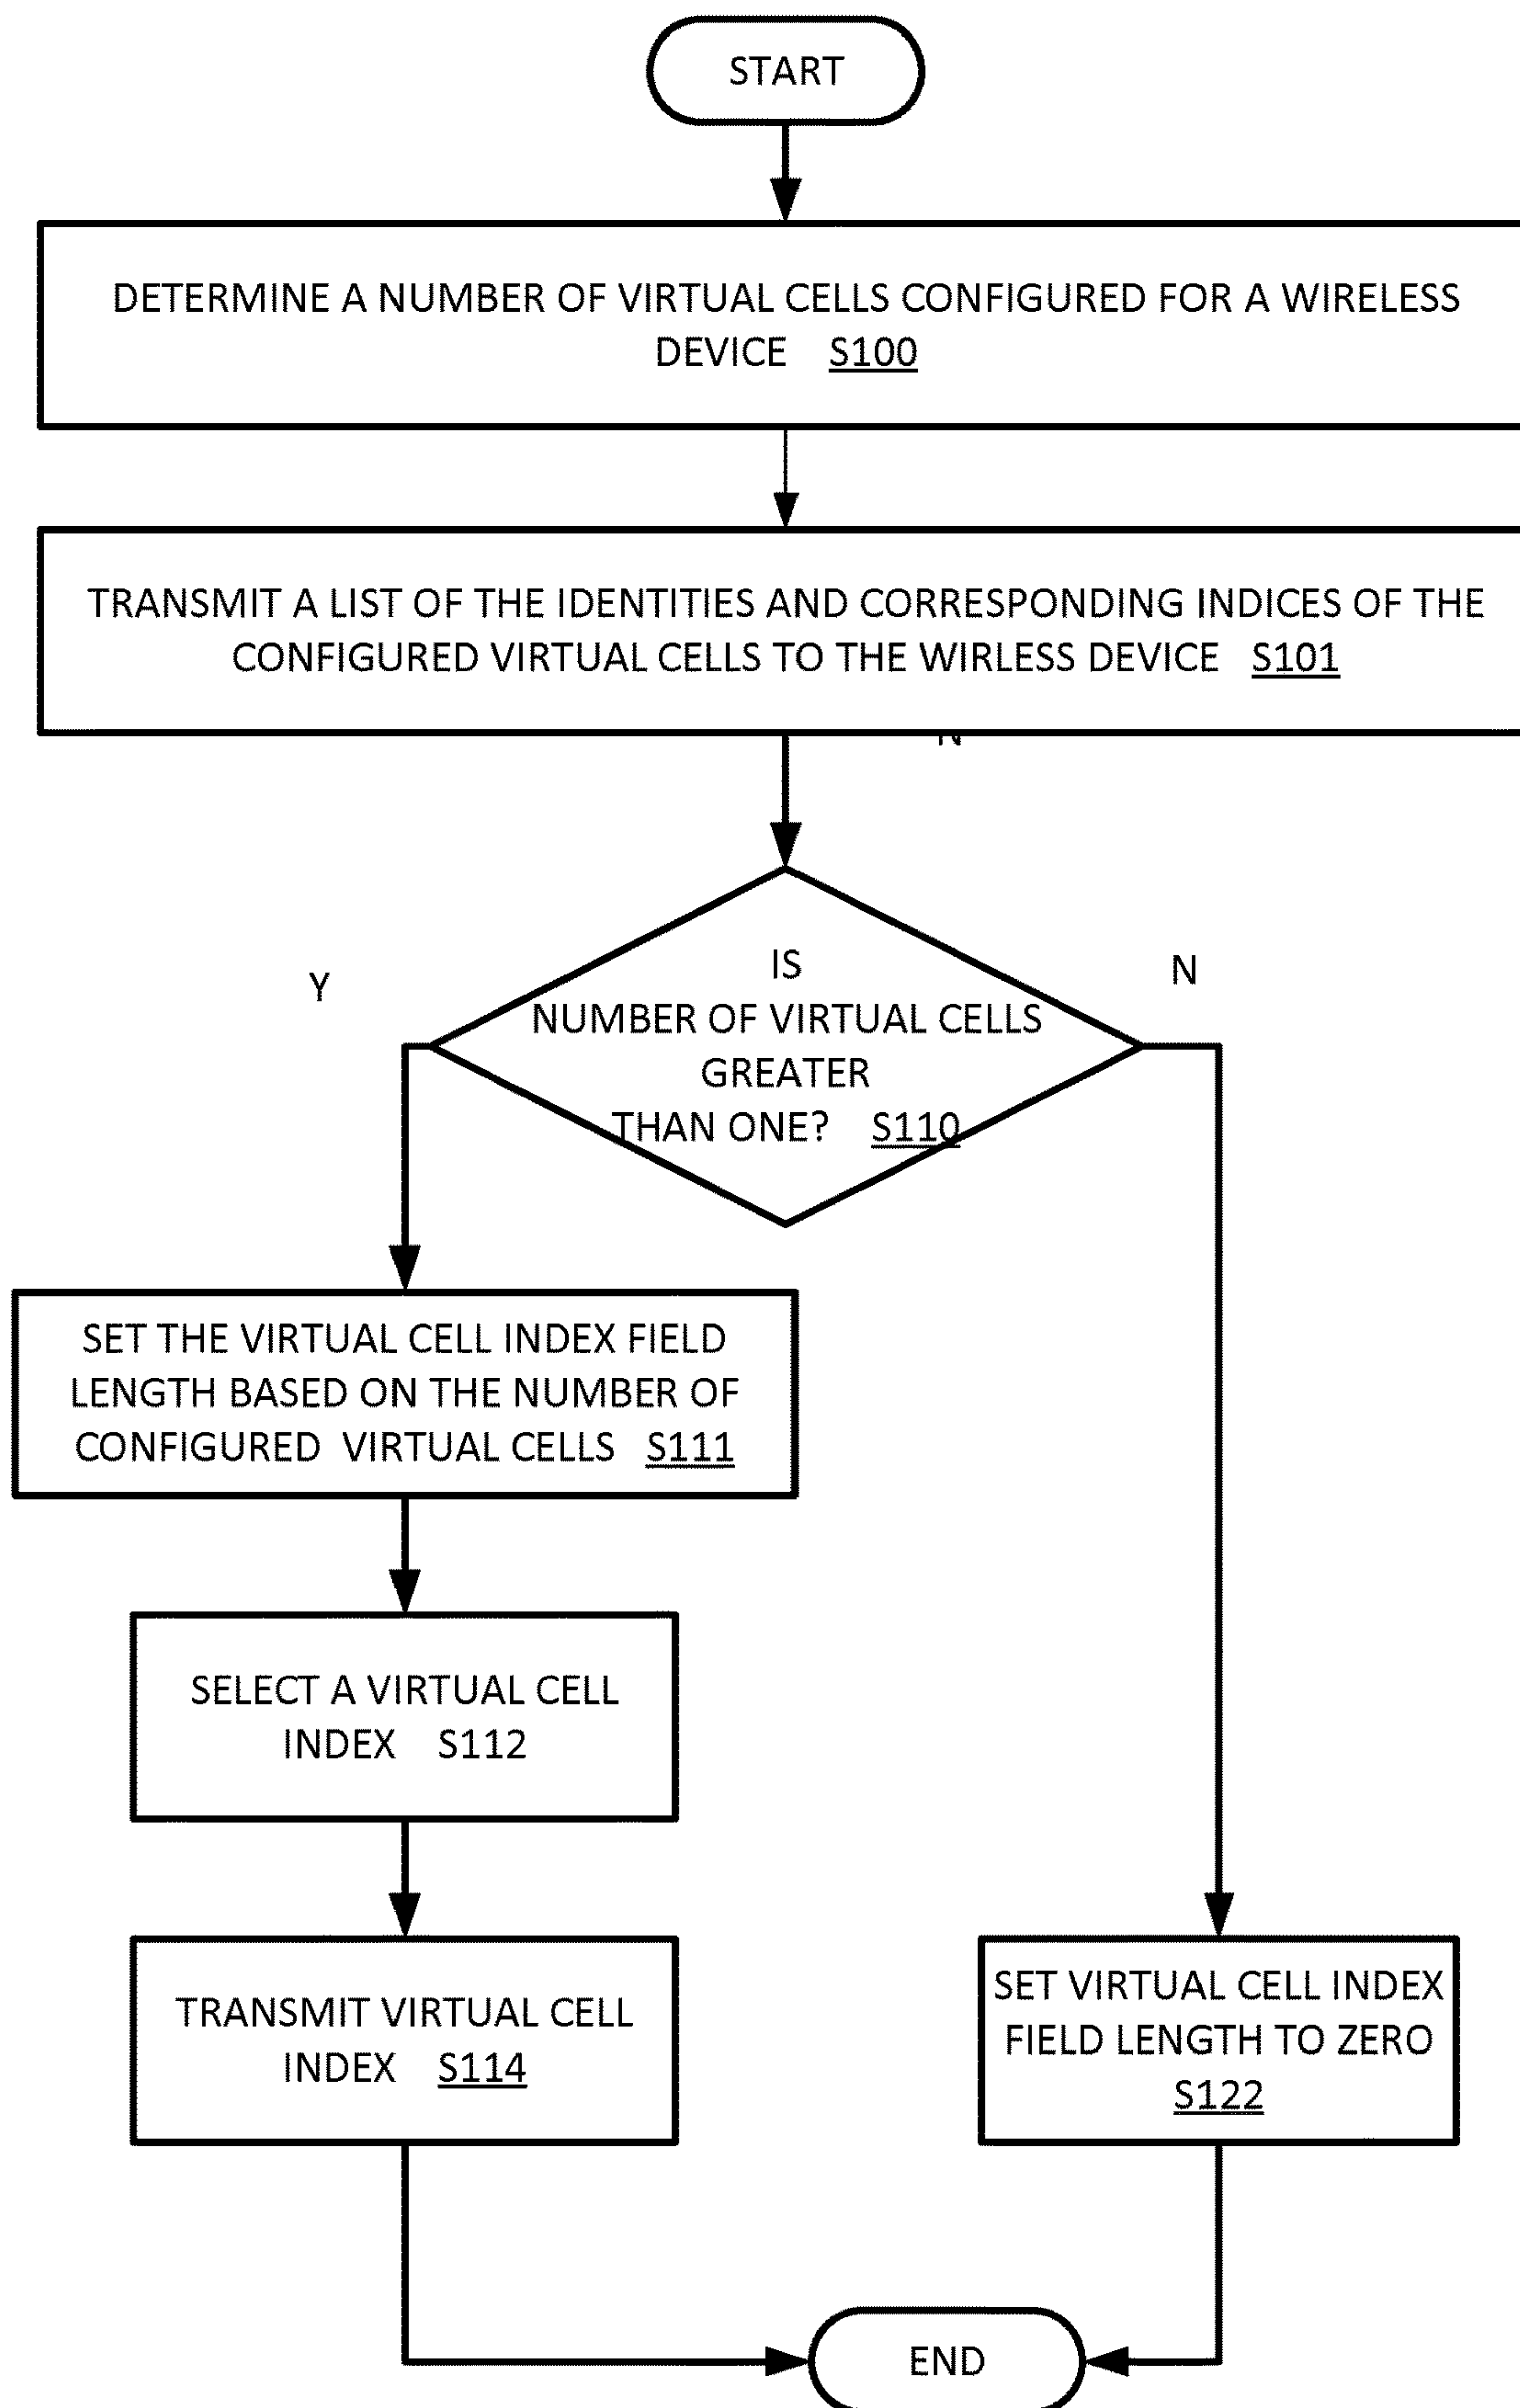 START
DETERMINE A NUMBER OF VIRTUAL CELLS CONFIGURED FOR A WIRELESS
DEVICE S100
TRANSMIT A LIST OF THE IDENTITIES AND CORRESPONDING INDICES OF THE
CONFIGURED VIRTUAL CELLS TO THE WIRLESS DEVICE S101
Y
N
IS
NUMBER OF VIRTUAL CELLS
GREATER
THAN ONE? S110
SET THE VIRTUAL CELL INDEX FIELD
LENGTH BASED ON THE NUMBER OF
CONFIGURED VIRTUAL CELLS S111
SELECT A VIRTUAL CELL
INDEX S112
TRANSMIT VIRTUAL CELL
INDEX S114
SET VIRTUAL CELL INDEX
FIELD LENGTH TO ZERO
S122
END